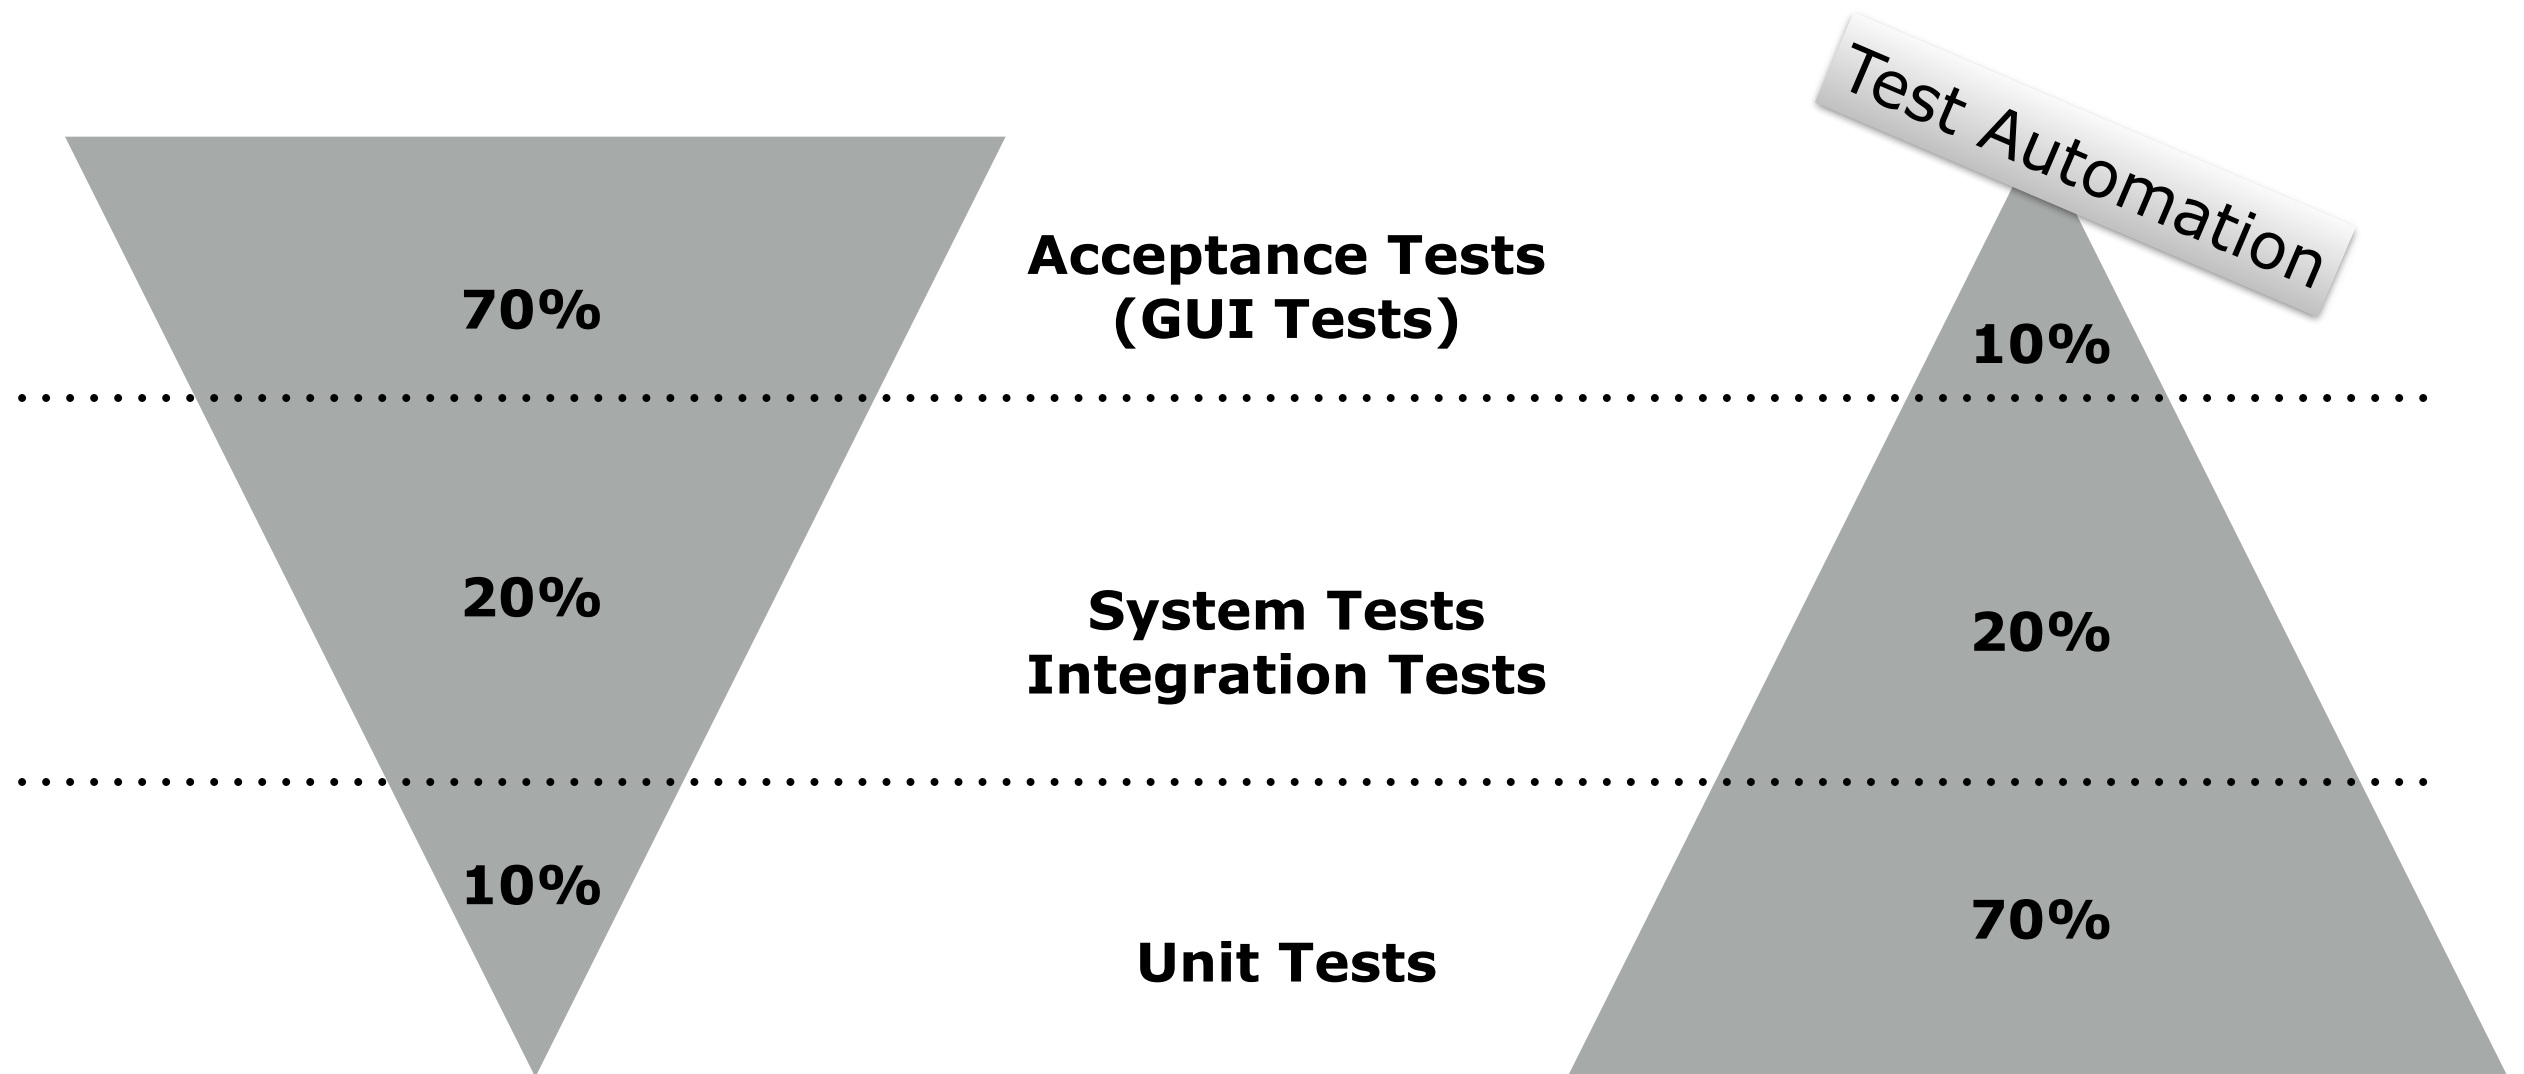 Test Automation
70%
Acceptance Tests
(GUI Tests)
10%
20%
System Tests
Integration Tests
20%
10%
Unit Tests
70%